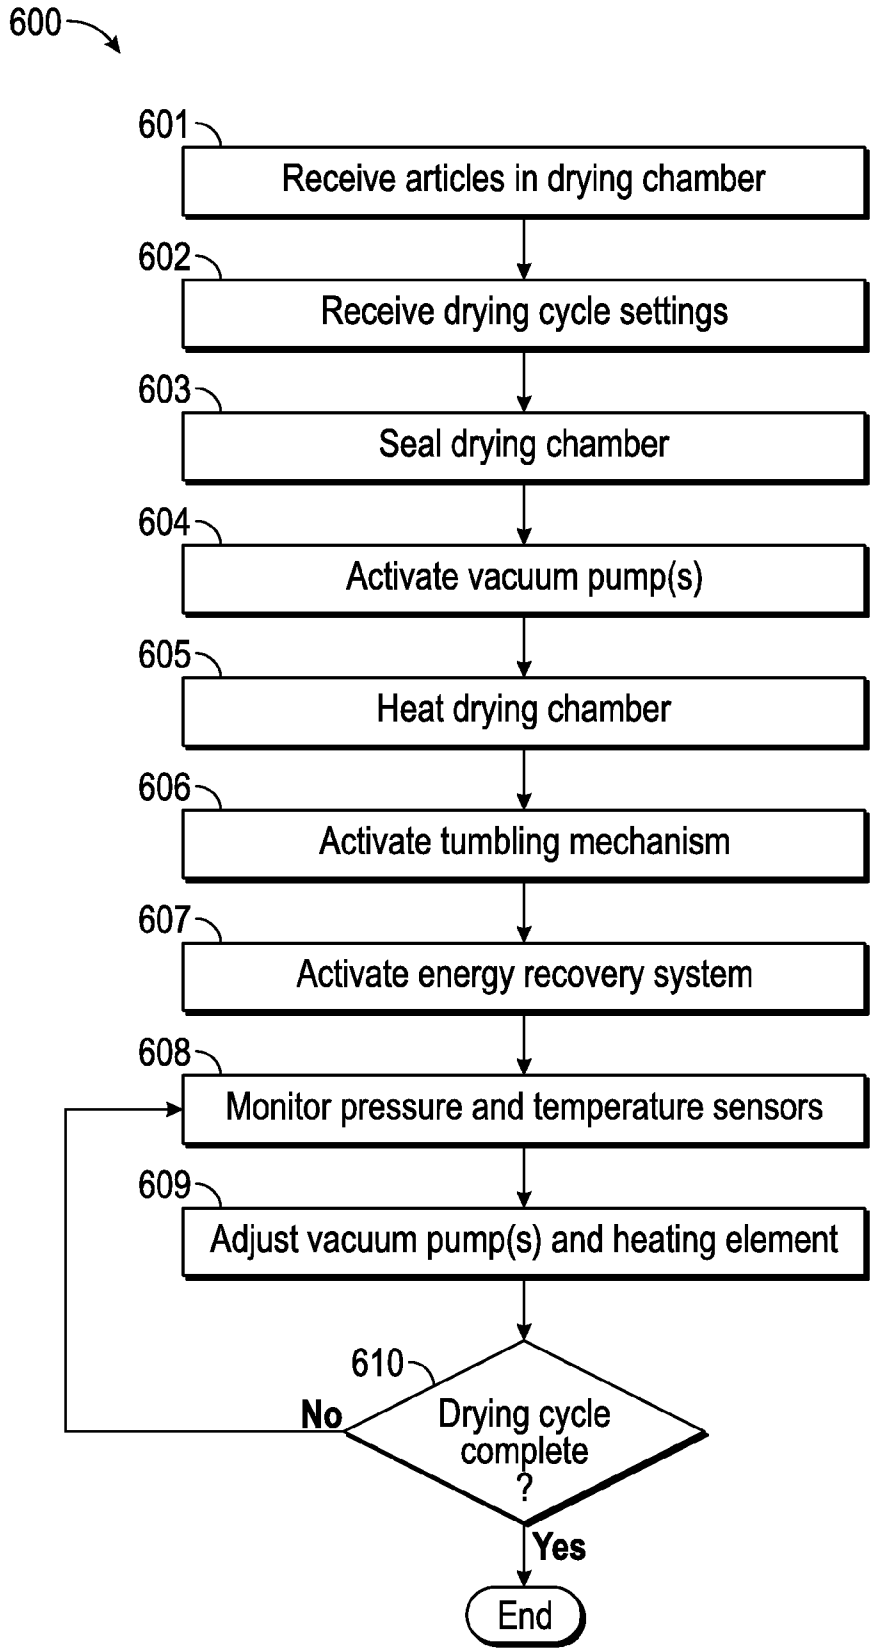 600
601
Receive articles in drying chamber
602
Receive drying cycle settings
603
Seal drying chamber
604
Activate vacuum pump(s)
605
Heat drying chamber
606
Activate tumbling mechanism
607
Activate energy recovery system
608
Monitor pressure and temperature sensors
609
Adjust vacuum pump(s) and heating element
610
Drying cycle
complete
?
No
Yes
End